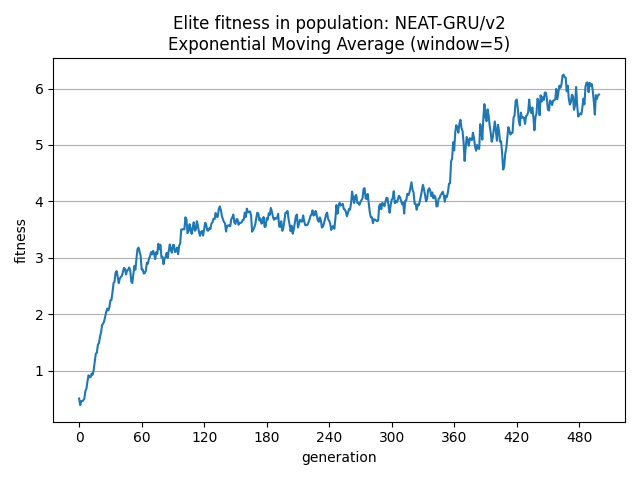 Elite fitness in population: NEAT-GRU/v2
Exponential Moving Average (window=5)
fitness
6
5
4
3
2
1
0 60 120 180 240 300 360 420 480
generation